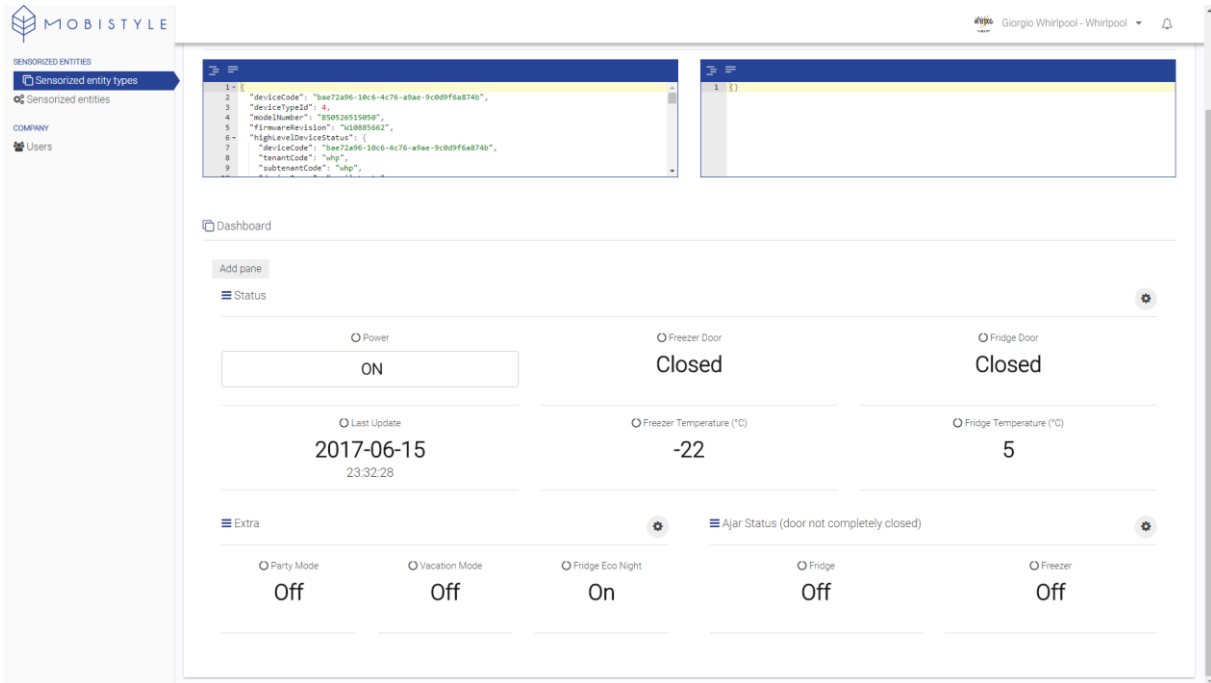 MOBISTYLE
Giorgio Whirlpool - Whirlpool
SENSORIZED ENTITIES
Sensorized entity types
Sensorized entities
COMPANY
Users
1 {
2 "deviceCode": "bae72a96-10c6-4c76-a9ae-9c0d9f6a874b",
3 "deviceTypeId": 4,
4 "modelNumber": "850526515050",
5 "firmwareRevision": "W10885662",
6 "highLevelDeviceStatus": {
7 "deviceCode": "bae72a96-10c6-4c76-a9ae-9c0d9f6a874b",
8 "tenantCode": "whp",
9 "subtenantCode": "whp",
1 {}
Dashboard
Add pane
Status
Power
Freezer Door
Fridge Door
ON
Closed
Closed
Last Update
Freezer Temperature (°C)
Fridge Temperature (°C)
2017-06-15
-22
5
23:32:28
Extra
Ajar Status (door not completely closed)
Party Mode
Vacation Mode
Fridge Eco Night
Fridge
Freezer
Off
Off
On
Off
Off